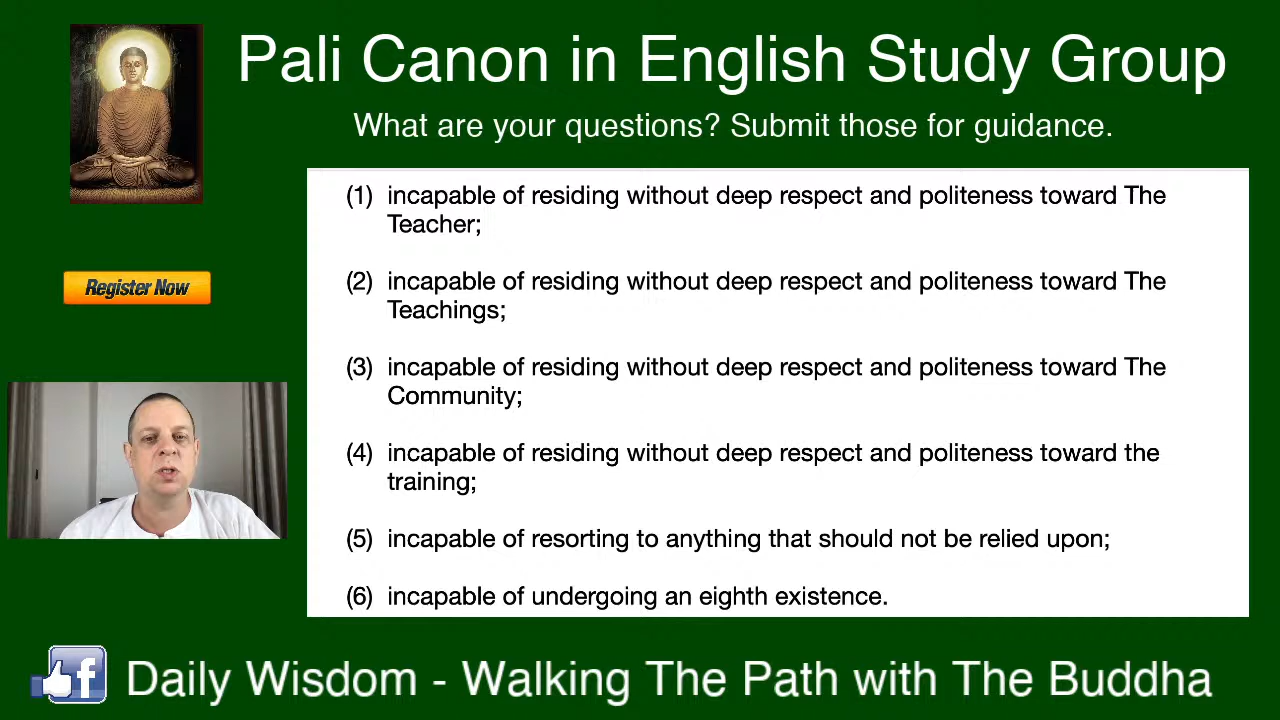 Pali Canon in English Study Group
What are your questions? Submit those for guidance.
(1) incapable of residing without deep respect and politeness toward The
Teacher;
(2) incapable of residing without deep respect and politeness toward The
Teachings;
(3) incapable of residing without deep respect and politeness toward The
Community;
(4) incapable of residing without deep respect and politeness toward the
training;
(5) incapable of resorting to anything that should not be relied upon;
(6) incapable of undergoing an eighth existence.
Register Now
f
Daily Wisdom - Walking The Path with The Buddha